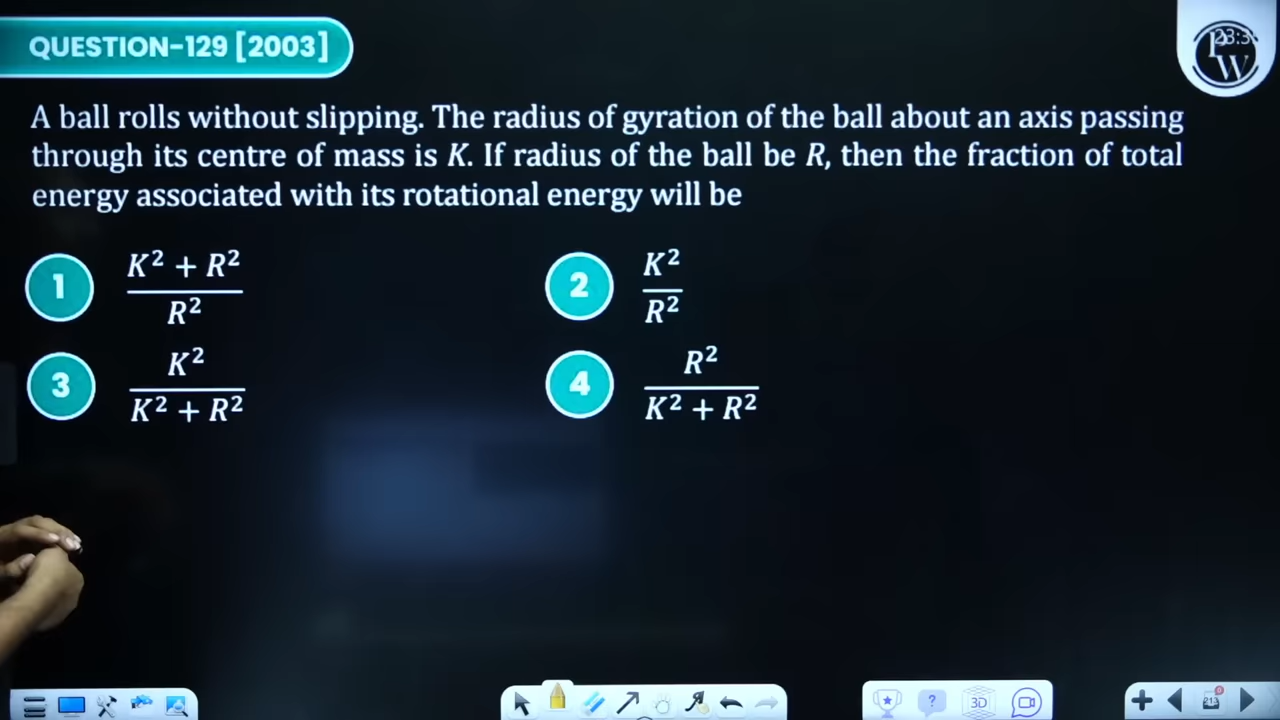 QUESTION-129 [2003]
A ball rolls without slipping. The radius of gyration of the ball about an axis passing
through its centre of mass is K. If radius of the ball be R, then the fraction of total
energy associated with its rotational energy will be
1 (K² + R²)/R²
2 K²/R²
3 K²/(K² + R²)
4 R²/(K² + R²)
PW
3D